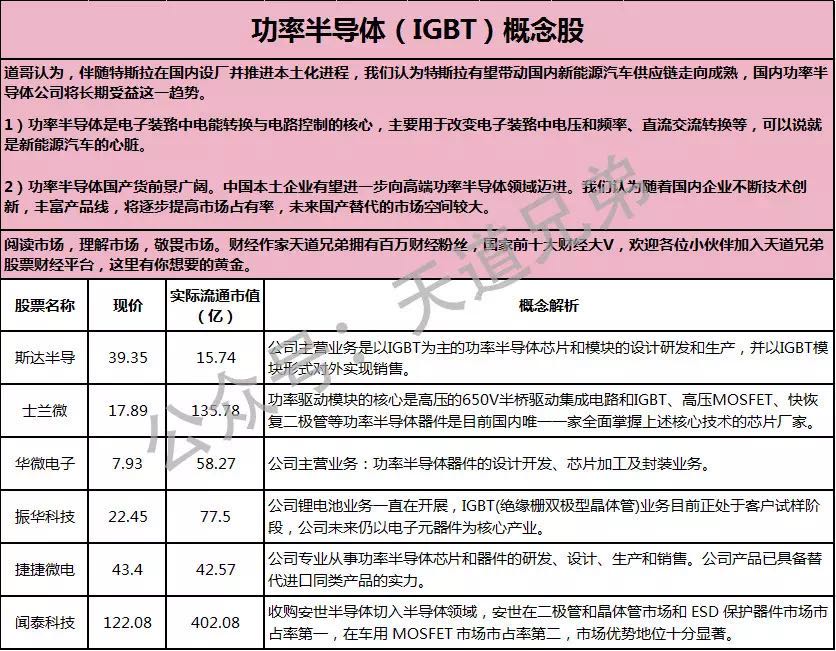 功率半导体（IGBT）概念股
道哥认为，伴随特斯拉在国内设厂并推进本土化进程，我们认为特斯拉有望带动国内新能源汽车供应链走向成熟，国内功率半
导体公司将长期受益这一趋势。
1）功率半导体是电子装臵中电能转换与电路控制的核心，主要用于改变电子装臵中电压和频率、直流交流转换等，可以说就
是新能源汽车的心脏。
2）功率半导体国产货前景广阔。中国本土企业有望进一步向高端功率半导体领域迈进。我们认为随着国内企业不断技术创
新，丰富产品线，将逐步提高市场占有率，未来国产替代的市场空间较大。
阅读市场，理解市场，敬畏市场。财经作家天道兄弟拥有百万财经粉丝，国家前十大财经大V，欢迎各位小伙伴加入天道兄弟
股票财经平台，这里有你想要的黄金。
股票名称 现价 实际流通市值（亿） 概念解析
斯达半导 39.35 15.74 公司主营业务是以IGBT为主的功率半导体芯片和模块的设计研发和生产，并以IGBT模
块形式对外实现销售。
士兰微 17.89 135.78 功率驱动模块的核心是高压的650V半桥驱动集成电路和IGBT、高压MOSFET、快恢
复二极管等功率半导体器件是目前国内唯一一家全面掌握上述核心技术的芯片厂家。
华微电子 7.93 58.27 公司主营业务：功率半导体器件的设计开发、芯片加工及封装业务。
振华科技 22.45 77.5 公司锂电池业务一直在开展，IGBT(绝缘栅双极型晶体管)业务目前正处于客户试样阶
段，公司未来仍以电子元器件为核心产业。
捷捷微电 43.4 42.57 公司专业从事功率半导体芯片和器件的研发、设计、生产和销售。公司产品已具备替
代进口同类产品的实力。
闻泰科技 122.08 402.08 收购安世半导体切入半导体领域，安世在二极管和晶体管市场和 ESD 保护器件市场市
占率第一，在车用 MOSFET 市场市占率第二，市场优势地位十分显著。
公众号：天道兄弟